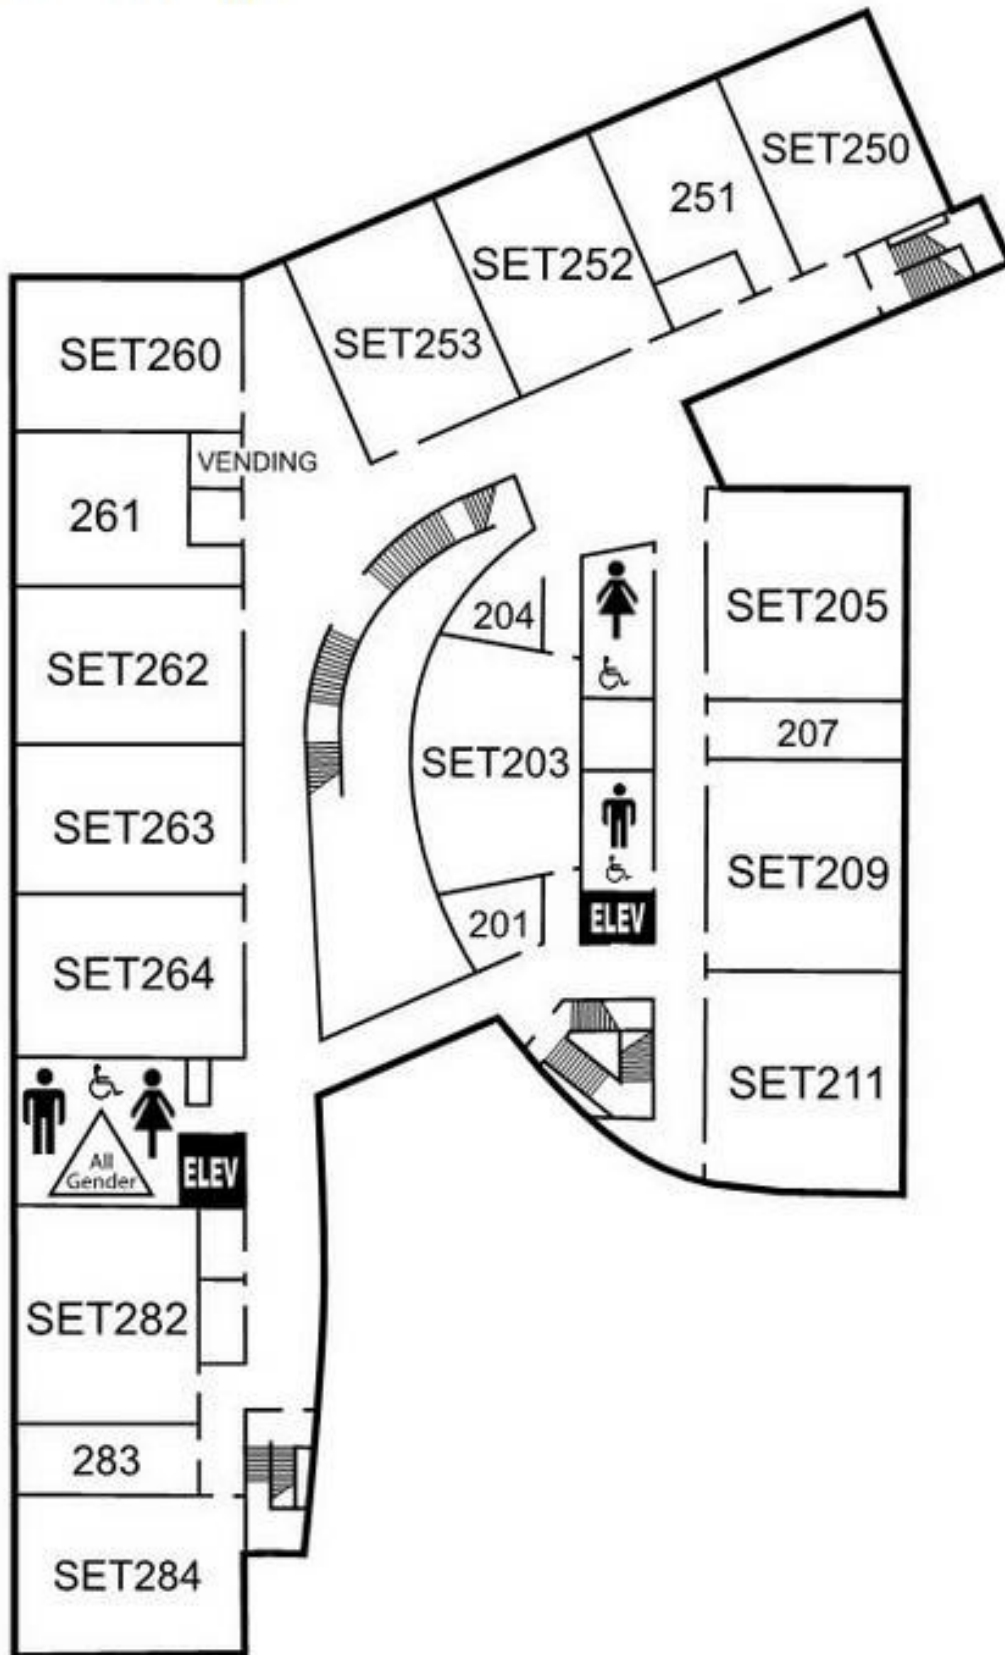 SET250
251
SET252
SET253
SET260
VENDING
261
SET262
204
SET205
207
SET203
SET263
SET209
201
ELEV
SET264
SET211
All
Gender
ELEV
SET282
283
SET284